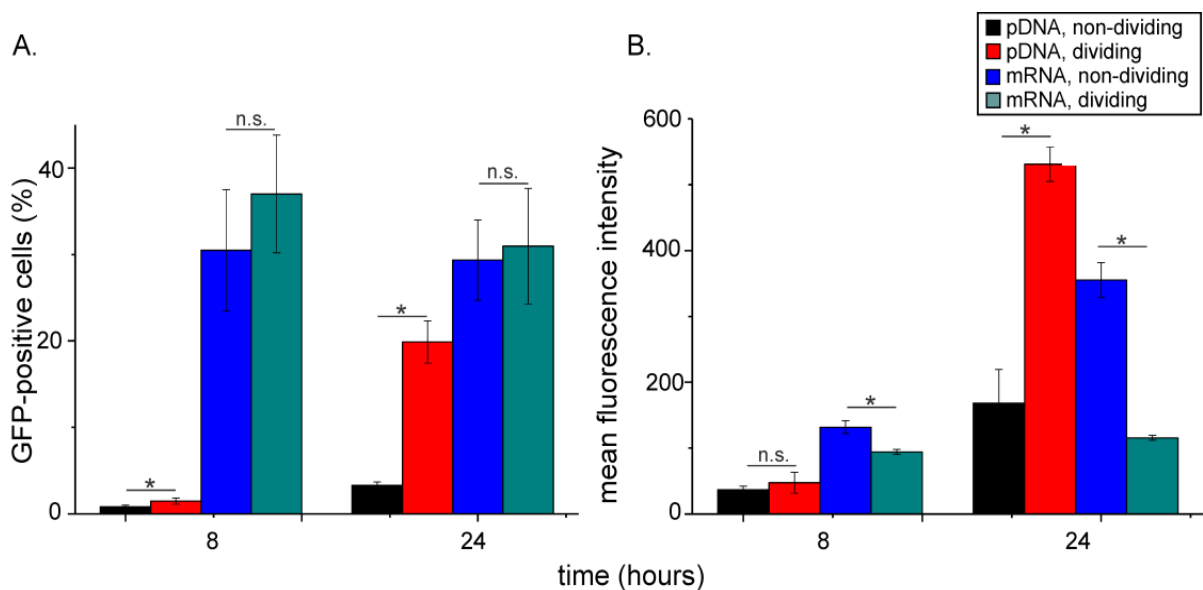 A.
B.
pDNA, non-dividing
pDNA, dividing
mRNA, non-dividing
mRNA, dividing
GFP-positive cells (%)
40
20
0
*
n.s.
*
n.s.
8
24
mean fluorescence intensity
600
400
200
0
n.s.
*
*
*
8
24
time (hours)